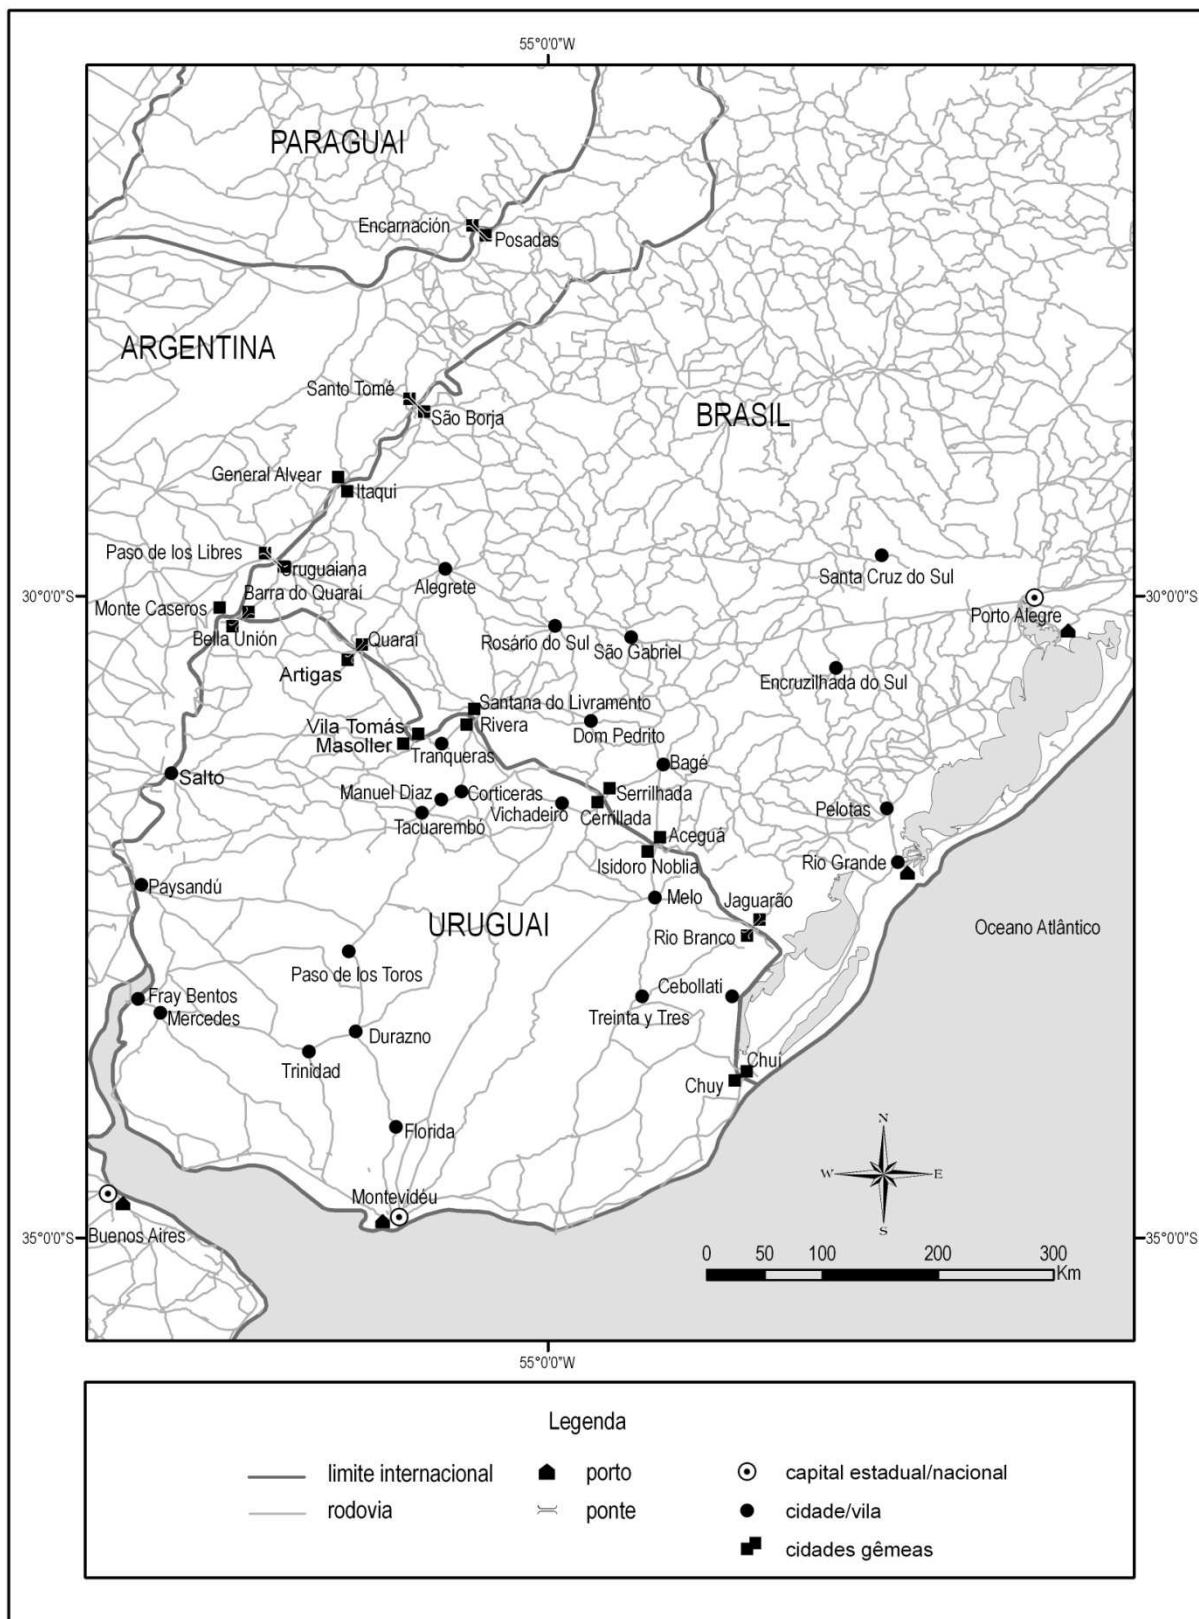 55°0'0"W
PARAGUAI
Encarnación
Posadas
ARGENTINA
Santo Tomé
São Borja
BRASIL
General Alvear
Itaqui
Paso de los Libres
Uruguaiana
Barra do Quaraí
Monte Caseros
Bella Unión
Alegrete
Santa Cruz do Sul
30°0'0"S
30°0'0"S
Porto Alegre
Quaraí
Artigas
Rosário do Sul
São Gabriel
Encruzilhada do Sul
Santana do Livramento
Rivera
Vila Tomás
Masoller
Tranqueras
Dom Pedrito
Bagé
Salto
Manuel Diaz
Corticeras
Tacuarembó
Vichadeiro
Serrilhada
Cerrillada
Pelotas
Aceguá
Isidoro Noblia
Rio Grande
Paysandú
Melo
Jaguarão
Rio Branco
URUGUAI
Oceano Atlântico
Paso de los Toros
Cebollati
Treinta y Tres
Fray Bentos
Mercedes
Durazno
Trinidad
Chuí
Chuy
Florida
N
W
E
S
Montevidéu
Buenos Aires
35°0'0"S
35°0'0"S
0 50 100 200 300
Km
55°0'0"W
Legenda
limite internacional
porto
capital estadual/nacional
rodovia
ponte
cidade/vila
cidades gêmeas